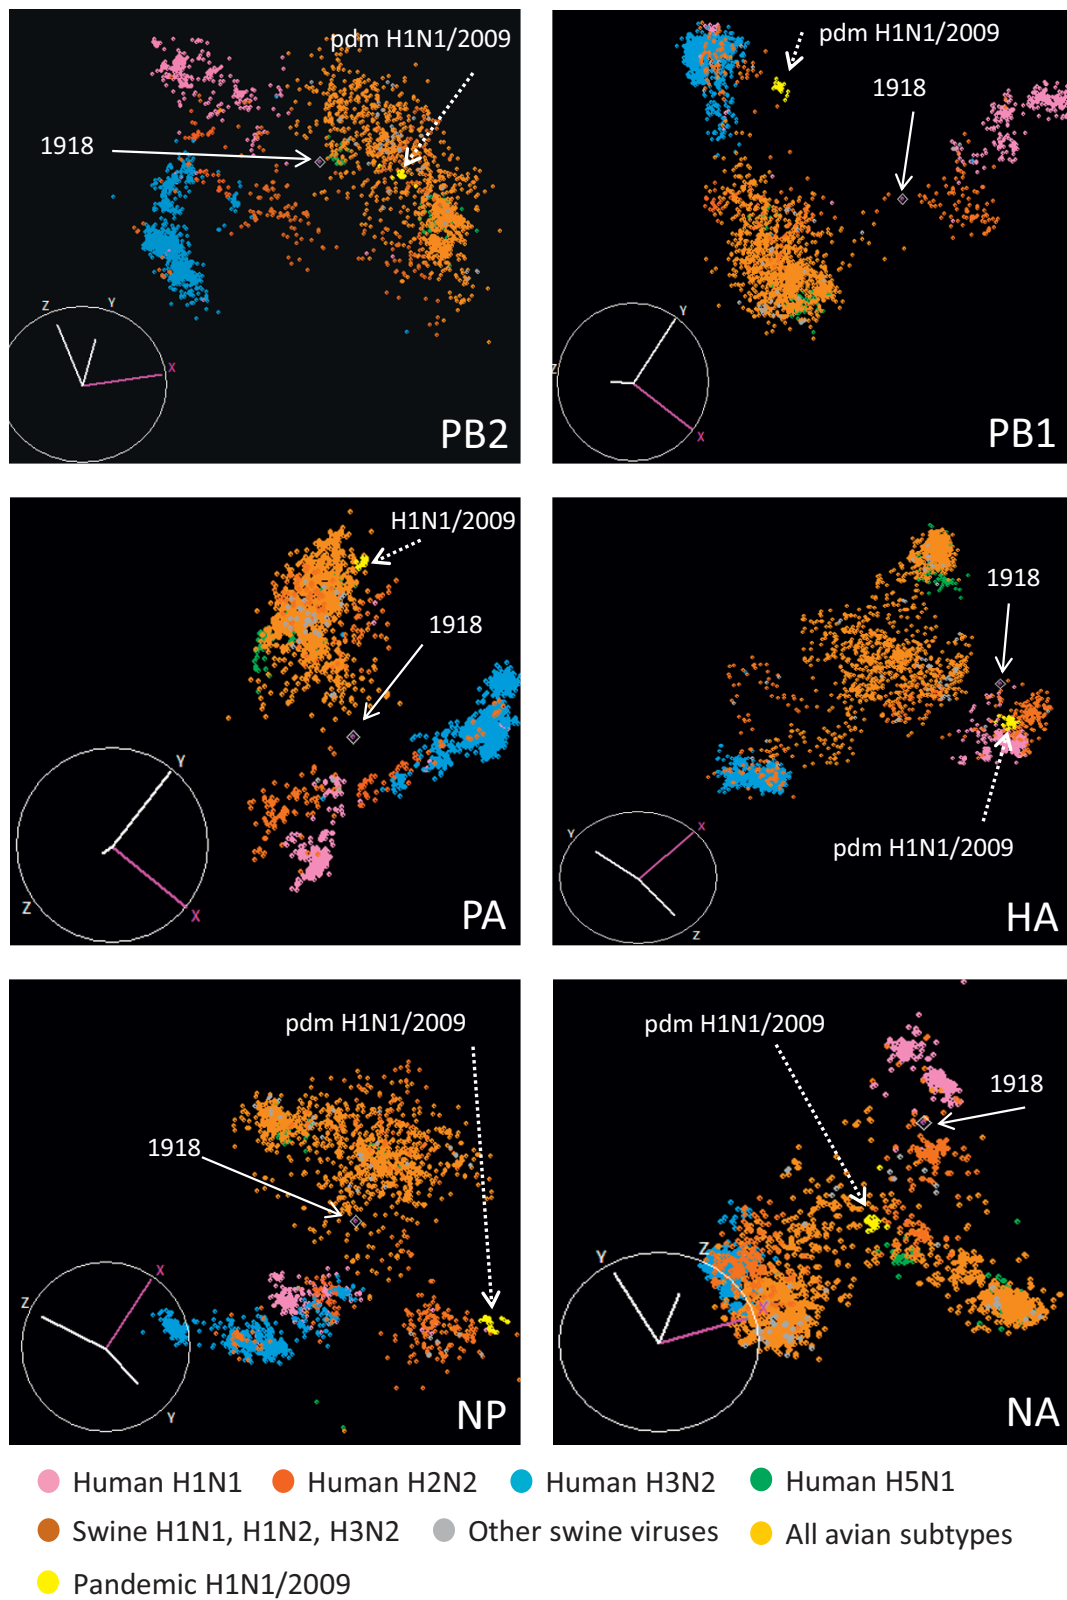 pdm H1N1/2009
1918
Z
Y
X
PB2
pdm H1N1/2009
1918
Y
Z
X
PB1
H1N1/2009
1918
Y
Z
X
PA
1918
pdm H1N1/2009
Y
X
Z
HA
pdm H1N1/2009
1918
X
Z
Y
NP
pdm H1N1/2009
1918
Y
Z
X
NA
Human H1N1 Human H2N2 Human H3N2 Human H5N1
Swine H1N1, H1N2, H3N2 Other swine viruses All avian subtypes
Pandemic H1N1/2009